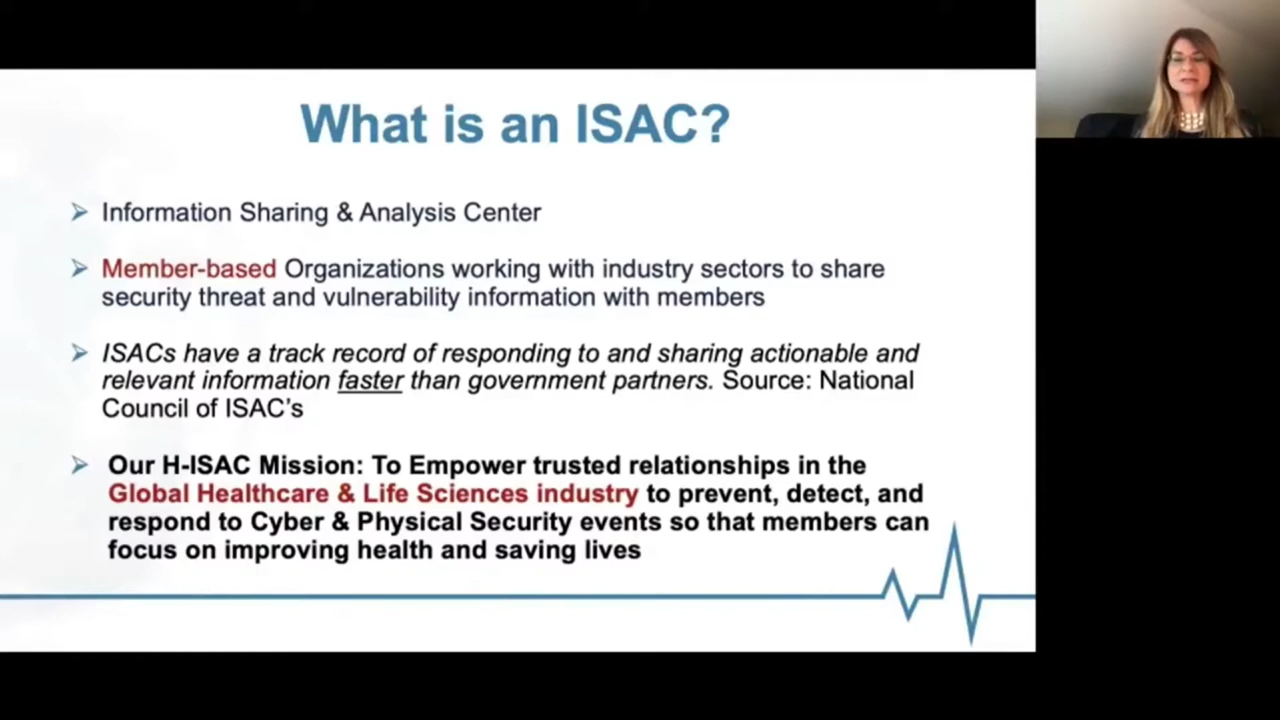 What is an ISAC?
Information Sharing & Analysis Center
Member-based Organizations working with industry sectors to share
security threat and vulnerability information with members
ISACs have a track record of responding to and sharing actionable and
relevant information faster than government partners. Source: National
Council of ISAC's
Our H-ISAC Mission: To Empower trusted relationships in the
Global Healthcare & Life Sciences industry to prevent, detect, and
respond to Cyber & Physical Security events so that members can
focus on improving health and saving lives